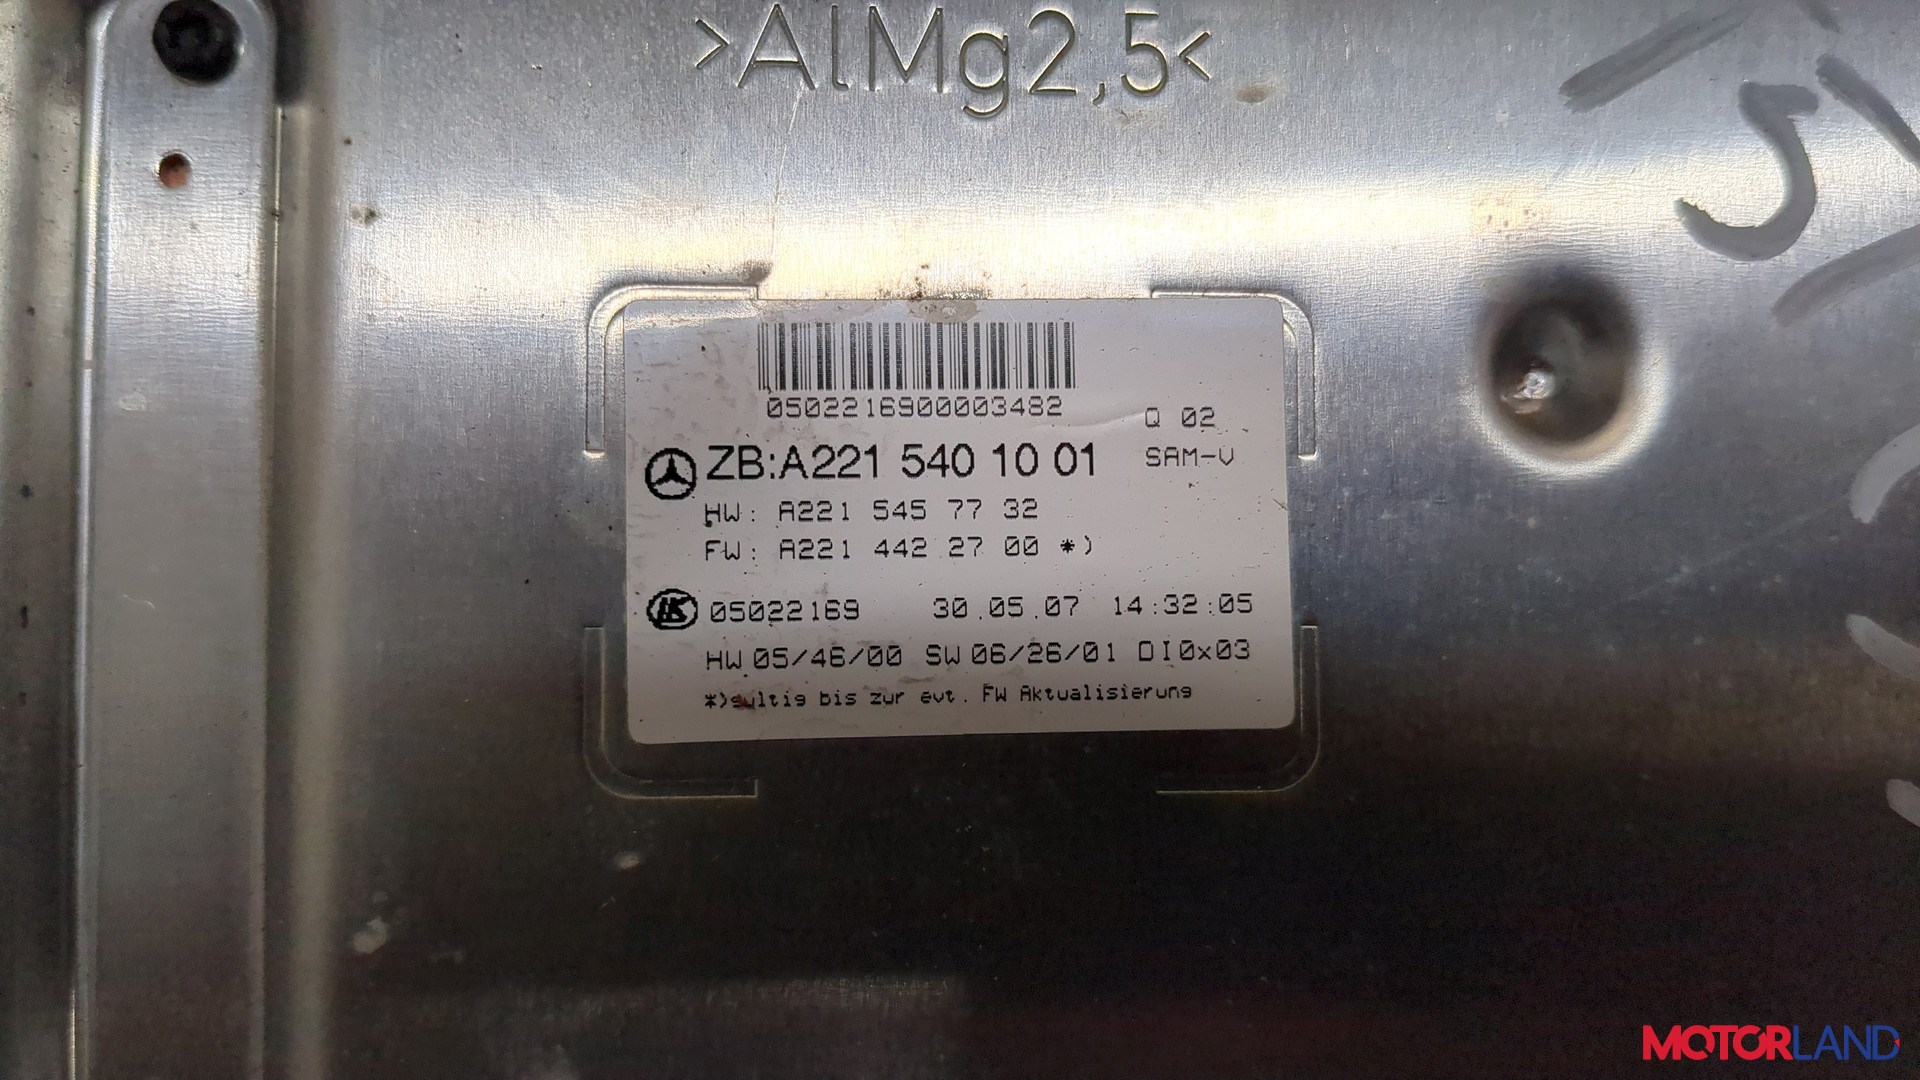 >AlMg2,5<
0502216900003482
Q 02
ZB:A221 540 10 01
SAM-V
HW: A221 545 77 32
FW: A221 442 27 00 *)
05022169 30.05.07 14:32:05
HW 05/46/00 SW 06/26/01 DI0x03
*)gultig bis zur evt. FW Aktualisierung
MOTORLAND